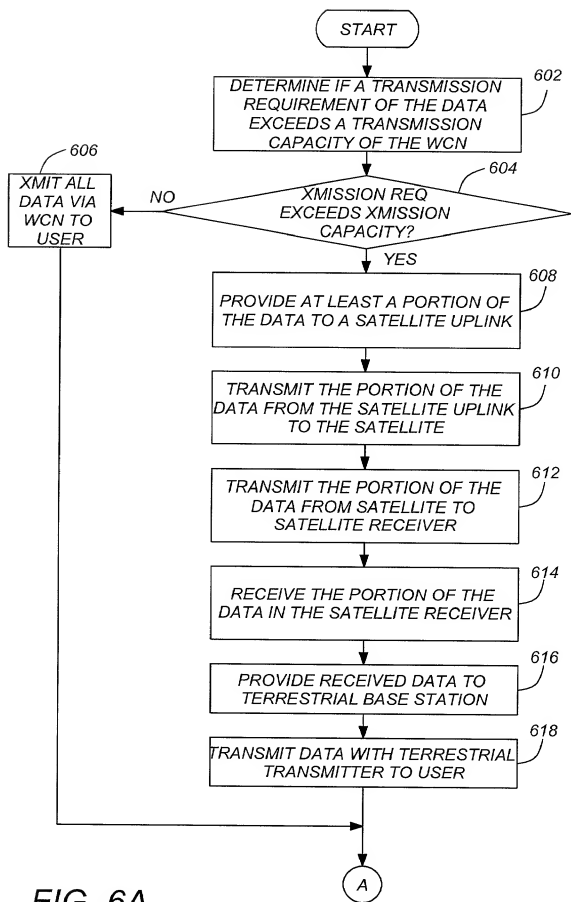 START
DETERMINE IF A TRANSMISSION
REQUIREMENT OF THE DATA
EXCEEDS A TRANSMISSION
CAPACITY OF THE WCN
602
606
604
XMIT ALL
DATA VIA
WCN TO
USER
NO
XMISSION REQ
EXCEEDS XMISSION
CAPACITY?
YES
608
PROVIDE AT LEAST A PORTION OF
THE DATA TO A SATELLITE UPLINK
610
TRANSMIT THE PORTION OF THE
DATA FROM THE SATELLITE UPLINK
TO THE SATELLITE
612
TRANSMIT THE PORTION OF THE
DATA FROM SATELLITE TO
SATELLITE RECEIVER
614
RECEIVE THE PORTION OF THE
DATA IN THE SATELLITE RECEIVER
616
PROVIDE RECEIVED DATA TO
TERRESTRIAL BASE STATION
618
TRANSMIT DATA WITH TERRESTRIAL
TRANSMITTER TO USER
A
FIG. 6A